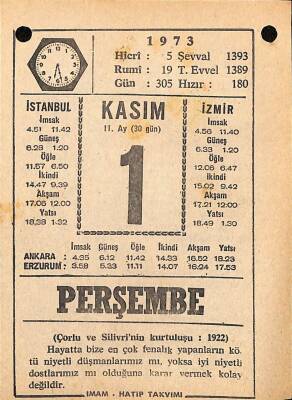 1973
Hicrî : 5 Şevval 1393
Rumî : 19 T. Evvel 1389
Gün : 305 Hızır : 180
İSTANBUL
İmsak
4.51 11.42
Güneş
6.28 1.20
Öğle
11.57 6.50
İkindi
14.47 9.39
Akşam
17.06 12.00
Yatsı
18.38 1.32
KASIM
11. Ay (30 gün)
1
İZMİR
İmsak
4.59 11.38
Güneş
6.33 1.20
Öğle
12.06 6.47
İkindi
15.02 9.42
Akşam
17.21 12.00
Yatsı
18.49 1.30
İmsak Güneş Öğle İkindi Akşam Yatsı
ANKARA : 4.35 6.12 11.42 14.33 16.52 18.23
ERZURUM : 3.58 5.33 11.11 14.07 16.24 17.53
PERŞEMBE
(Çorlu ve Silivri'nin kurtuluşu : 1922)
Hayatta bize en çok fenalık yapanların kö-
tü niyetli düşmanlarımız mı, yoksa iyi niyetli
dostlarımız mı olduğuna karar vermek kolay
değildir.
İMAM - HATİP TAKVİMİ